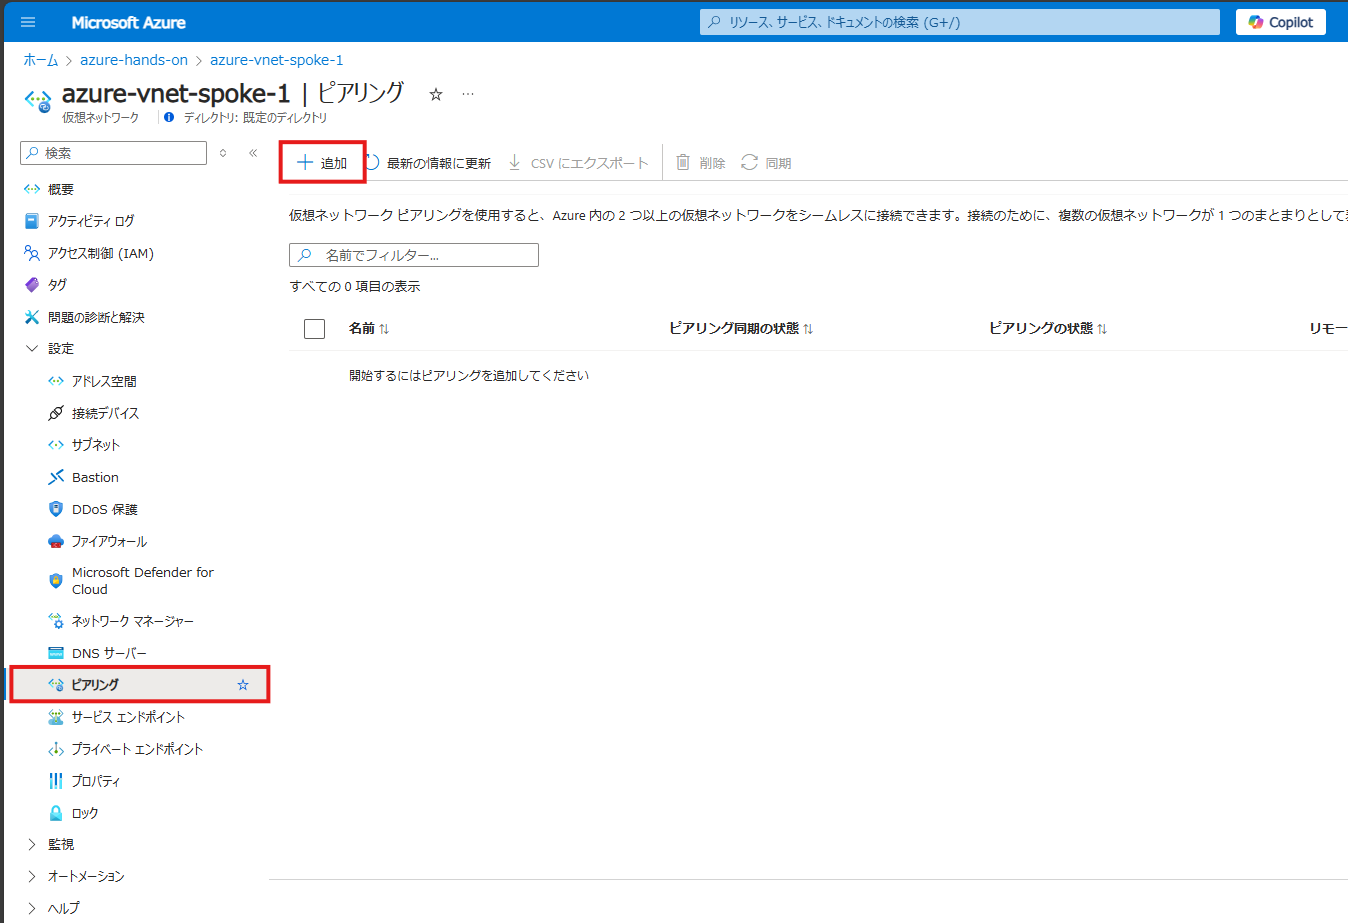 Microsoft Azure
リソース、サービス、ドキュメントの検索 (G+/)
Copilot
ホーム > azure-hands-on > azure-vnet-spoke-1
azure-vnet-spoke-1 | ピアリング
仮想ネットワーク
ディレクトリ: 既定のディレクトリ
検索
追加
最新の情報に更新
CSV にエクスポート
削除
同期
概要
アクティビティ ログ
アクセス制御 (IAM)
タグ
問題の診断と解決
設定
アドレス空間
接続デバイス
サブネット
Bastion
DDoS 保護
ファイアウォール
Microsoft Defender for
Cloud
ネットワーク マネージャー
DNS サーバー
ピアリング
サービス エンドポイント
プライベート エンドポイント
プロパティ
ロック
監視
オートメーション
ヘルプ
仮想ネットワーク ピアリングを使用すると、Azure 内の 2 つ以上の仮想ネットワークをシームレスに接続できます。接続のために、複数の仮想ネットワークが 1 つのまとまりとして
名前でフィルター...
すべての 0 項目の表示
名前
ピアリング同期の状態
ピアリングの状態
リモー
開始するにはピアリングを追加してください